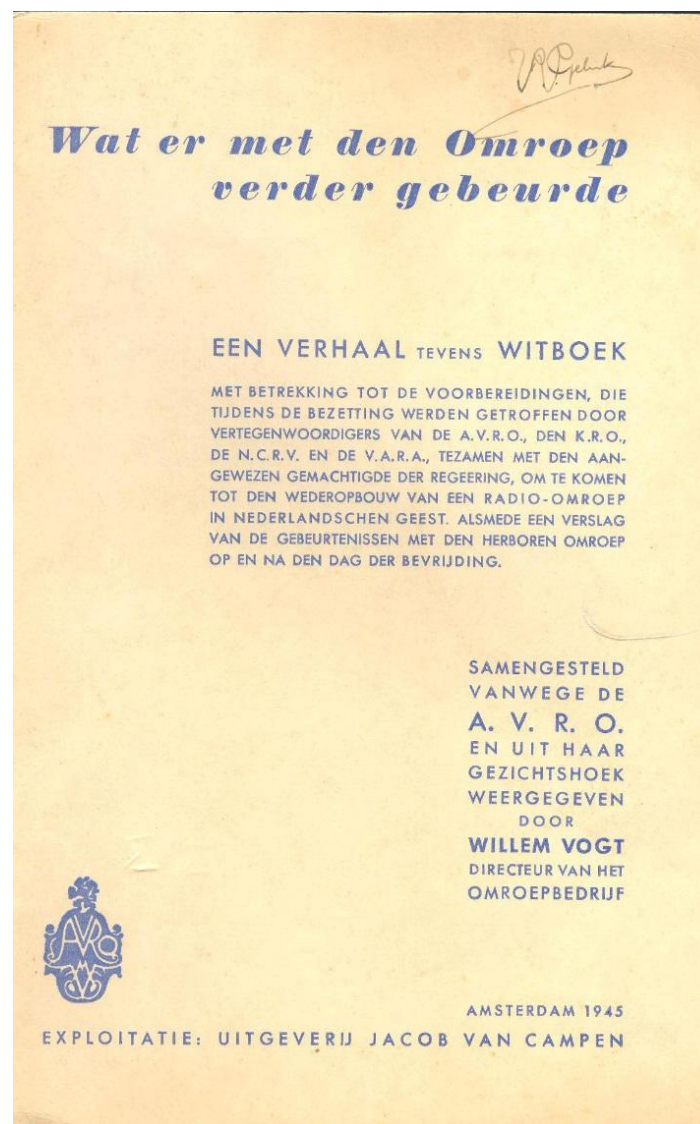 Wat er met den Omroep
verder gebeurde
EEN VERHAAL TEVENS WITBOEK
MET BETREKKING TOT DE VOORBEREIDINGEN, DIE
TIJDENS DE BEZETTING WERDEN GETROFFEN DOOR
VERTEGENWOORDIGERS VAN DE A.V.R.O., DEN K.R.O.,
DE N.C.R.V. EN DE V.A.R.A., TEZAMEN MET DEN AAN-
GEWEZEN GEMACHTIGDE DER REGEERING, OM TE KOMEN
TOT DEN WEDEROPBOUW VAN EEN RADIO-OMROEP
IN NEDERLANDSCHEN GEEST. ALSMEDE EEN VERSLAG
VAN DE GEBEURTENISSEN MET DEN HERBOREN OMROEP
OP EN NA DEN DAG DER BEVRIJDING.
SAMENGESTELD
VANWEGE DE
A. V. R. O.
EN UIT HAAR
GEZICHTSHOEK
WEERGEGEVEN
DOOR
WILLEM VOGT
DIRECTEUR VAN HET
OMROEPBEDRIJF
AVRO
AMSTERDAM 1945
EXPLOITATIE: UITGEVERIJ JACOB VAN CAMPEN